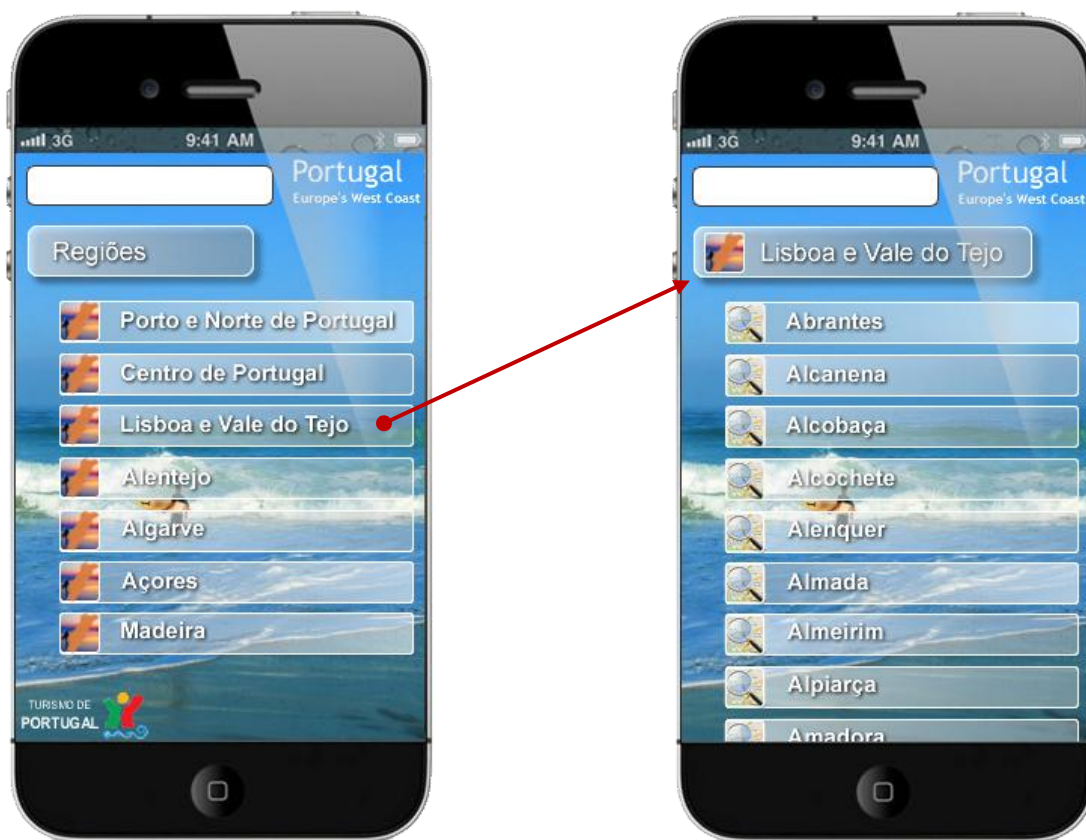 3G 9:41 AM
Portugal
Europe's West Coast
Regiões
Porto e Norte de Portugal
Centro de Portugal
Lisboa e Vale do Tejo
Alentejo
Algarve
Açores
Madeira
TURISMO DE
PORTUGAL
3G 9:41 AM
Portugal
Europe's West Coast
Lisboa e Vale do Tejo
Abrantes
Alcanena
Alcobaça
Alcochete
Alenquer
Almada
Almeirim
Alpiarça
Amadora